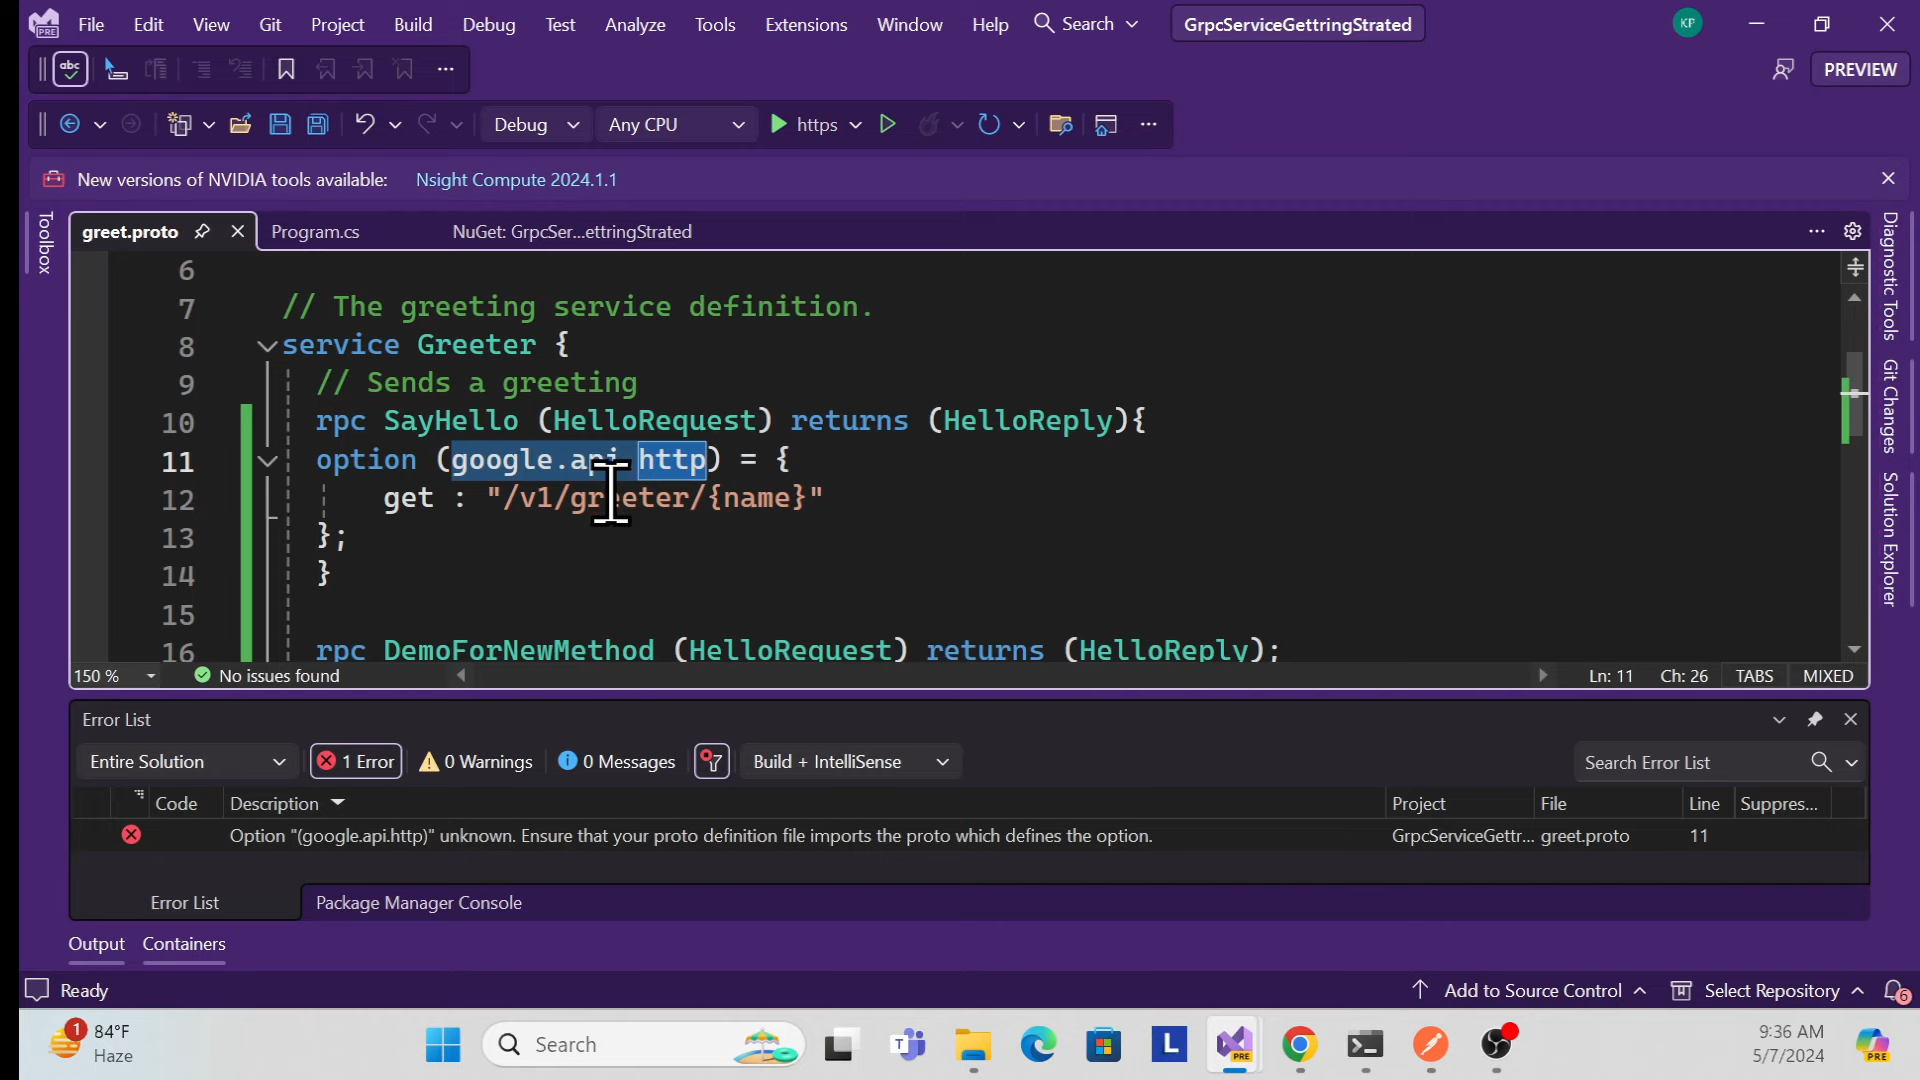 File Edit View Git Project Build Debug Test Analyze Tools Extensions Window Help Search GrpcServiceGettringStrated KP
PRE abc PREVIEW
Debug Any CPU https
New versions of NVIDIA tools available: Nsight Compute 2024.1.1
Toolbox
greet.proto Program.cs NuGet: GrpcSer...ettringStrated
6
7 // The greeting service definition.
8 service Greeter {
9 // Sends a greeting
10 rpc SayHello (HelloRequest) returns (HelloReply){
11 option (google.api.http) = {
12 get : "/v1/greeter/{name}"
13 };
14 }
15
16 rpc DemoForNewMethod (HelloRequest) returns (HelloReply);
Diagnostic Tools
Git Changes
Solution Explorer
150 % No issues found Ln: 11 Ch: 26 TABS MIXED
Error List
Entire Solution 1 Error 0 Warnings 0 Messages Build + IntelliSense Search Error List
Code Description Project File Line Suppres...
Option "(google.api.http)" unknown. Ensure that your proto definition file imports the proto which defines the option. GrpcServiceGettr... greet.proto 11
Error List Package Manager Console
Output Containers
Ready Add to Source Control Select Repository 6
1 84°F
Haze
Search
T
L
PRE
9:36 AM
5/7/2024
PRE